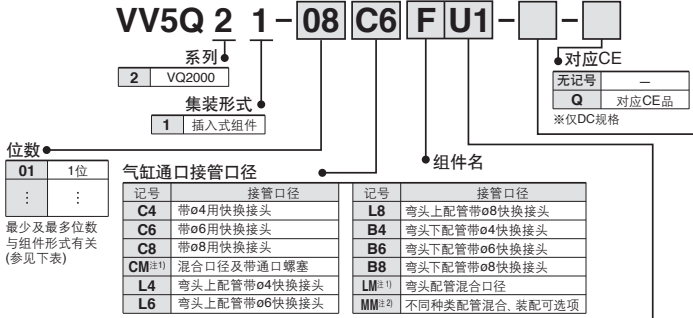 VV5Q 2 1-08 C6 F U1-□-□
系列
2 VQ2000
集装形式
1 插入式组件
对应CE
无记号 —
Q 对应CE品
※仅DC规格
位数
01 1位
⋮ ⋮
最少及最多位数
与组件形式有关
(参见下表)
组件名
气缸通口接管口径
记号 接管口径
C4 带ø4用快换接头
C6 带ø6用快换接头
C8 带ø8用快换接头
CM注1) 混合口径及带通口螺塞
L4 弯头上配管带ø4快换接头
L6 弯头上配管带ø6快换接头
记号 接管口径
L8 弯头上配管带ø8快换接头
B4 弯头下配管带ø4快换接头
B6 弯头下配管带ø6快换接头
B8 弯头下配管带ø8快换接头
LM注1) 弯头配管混合口径
MM注2) 不同种类配管混合、装配可选项